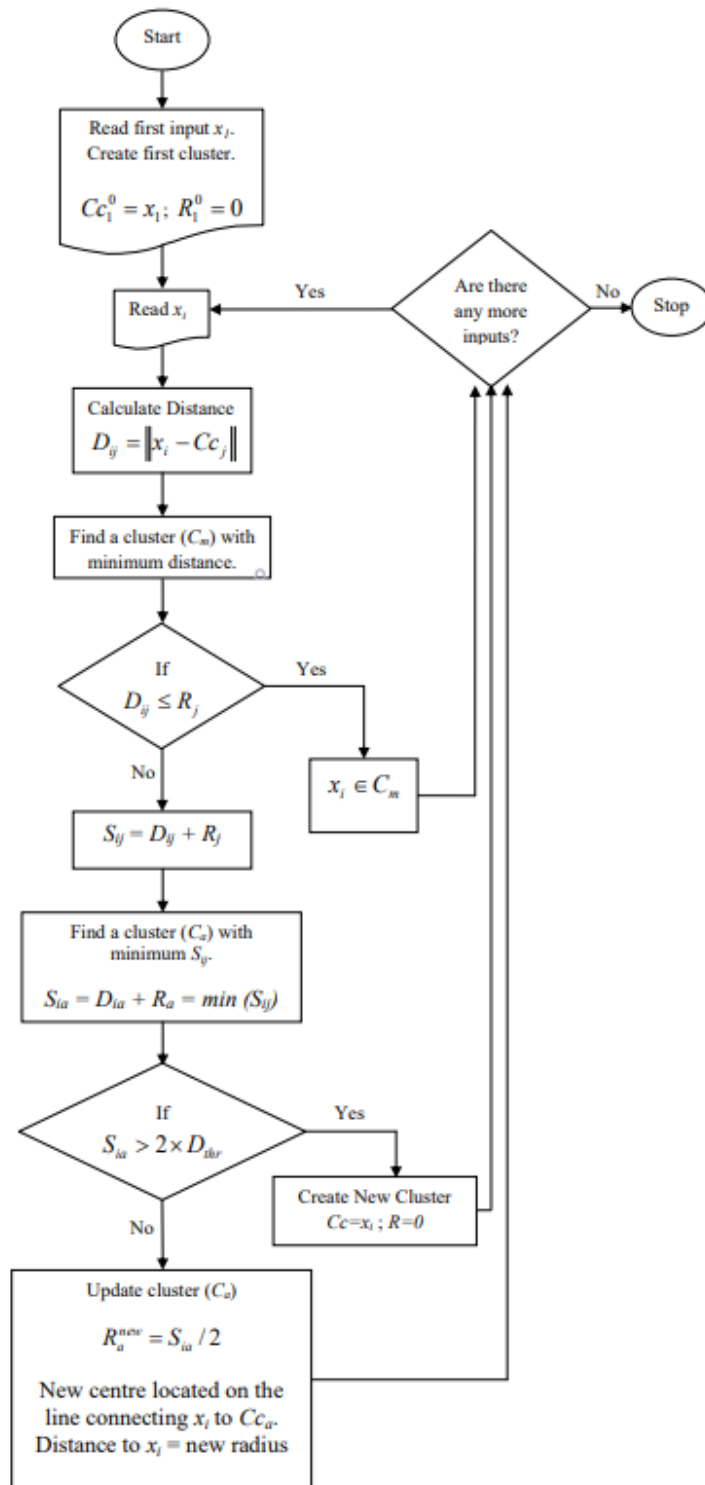 Start
Read first input x₁.
Create first cluster.
Cc₁⁰ = x₁; R₁⁰ = 0
Read xᵢ
Yes
Are there
any more
inputs?
No
Stop
Calculate Distance
Dᵢⱼ = ‖xᵢ − Ccⱼ‖
Find a cluster (Cₘ) with
minimum distance.
If
Dᵢⱼ ≤ Rⱼ
Yes
No
xᵢ ∈ Cₘ
Sᵢⱼ = Dᵢⱼ + Rⱼ
Find a cluster (Cₐ) with
minimum Sᵢⱼ.
Sᵢₐ = Dᵢₐ + Rₐ = min (Sᵢⱼ)
If
Sᵢₐ > 2 × Dₜₕᵣ
Yes
No
Create New Cluster
Cc=xᵢ ; R=0
Update cluster (Cₐ)
Rₐⁿᵉʷ = Sᵢₐ / 2
New centre located on the
line connecting xᵢ to Ccₐ.
Distance to xᵢ = new radius